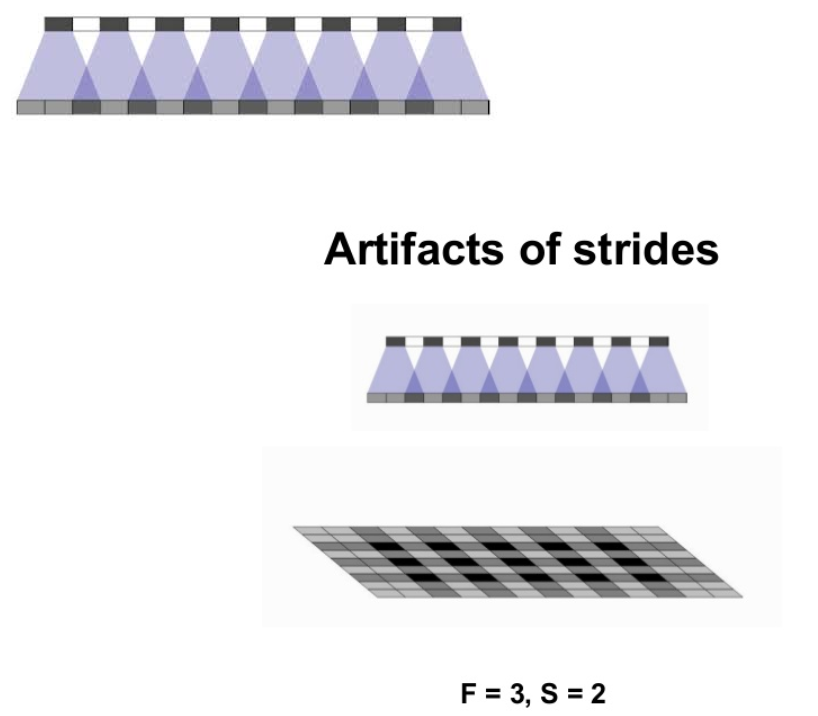 Artifacts of strides
F = 3, S = 2